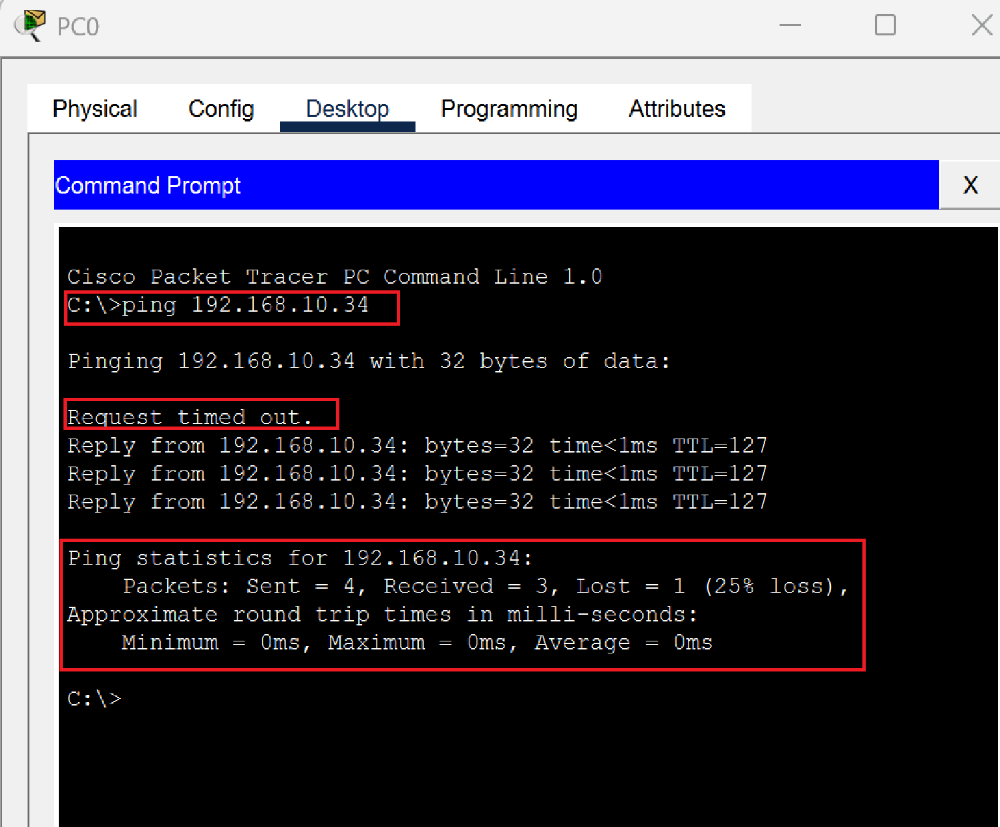 PC0
Physical Config Desktop Programming Attributes
Command Prompt X
Cisco Packet Tracer PC Command Line 1.0
C:\>ping 192.168.10.34
Pinging 192.168.10.34 with 32 bytes of data:
Request timed out.
Reply from 192.168.10.34: bytes=32 time<1ms TTL=127
Reply from 192.168.10.34: bytes=32 time<1ms TTL=127
Reply from 192.168.10.34: bytes=32 time<1ms TTL=127
Ping statistics for 192.168.10.34:
    Packets: Sent = 4, Received = 3, Lost = 1 (25% loss),
Approximate round trip times in milli-seconds:
    Minimum = 0ms, Maximum = 0ms, Average = 0ms
C:\>